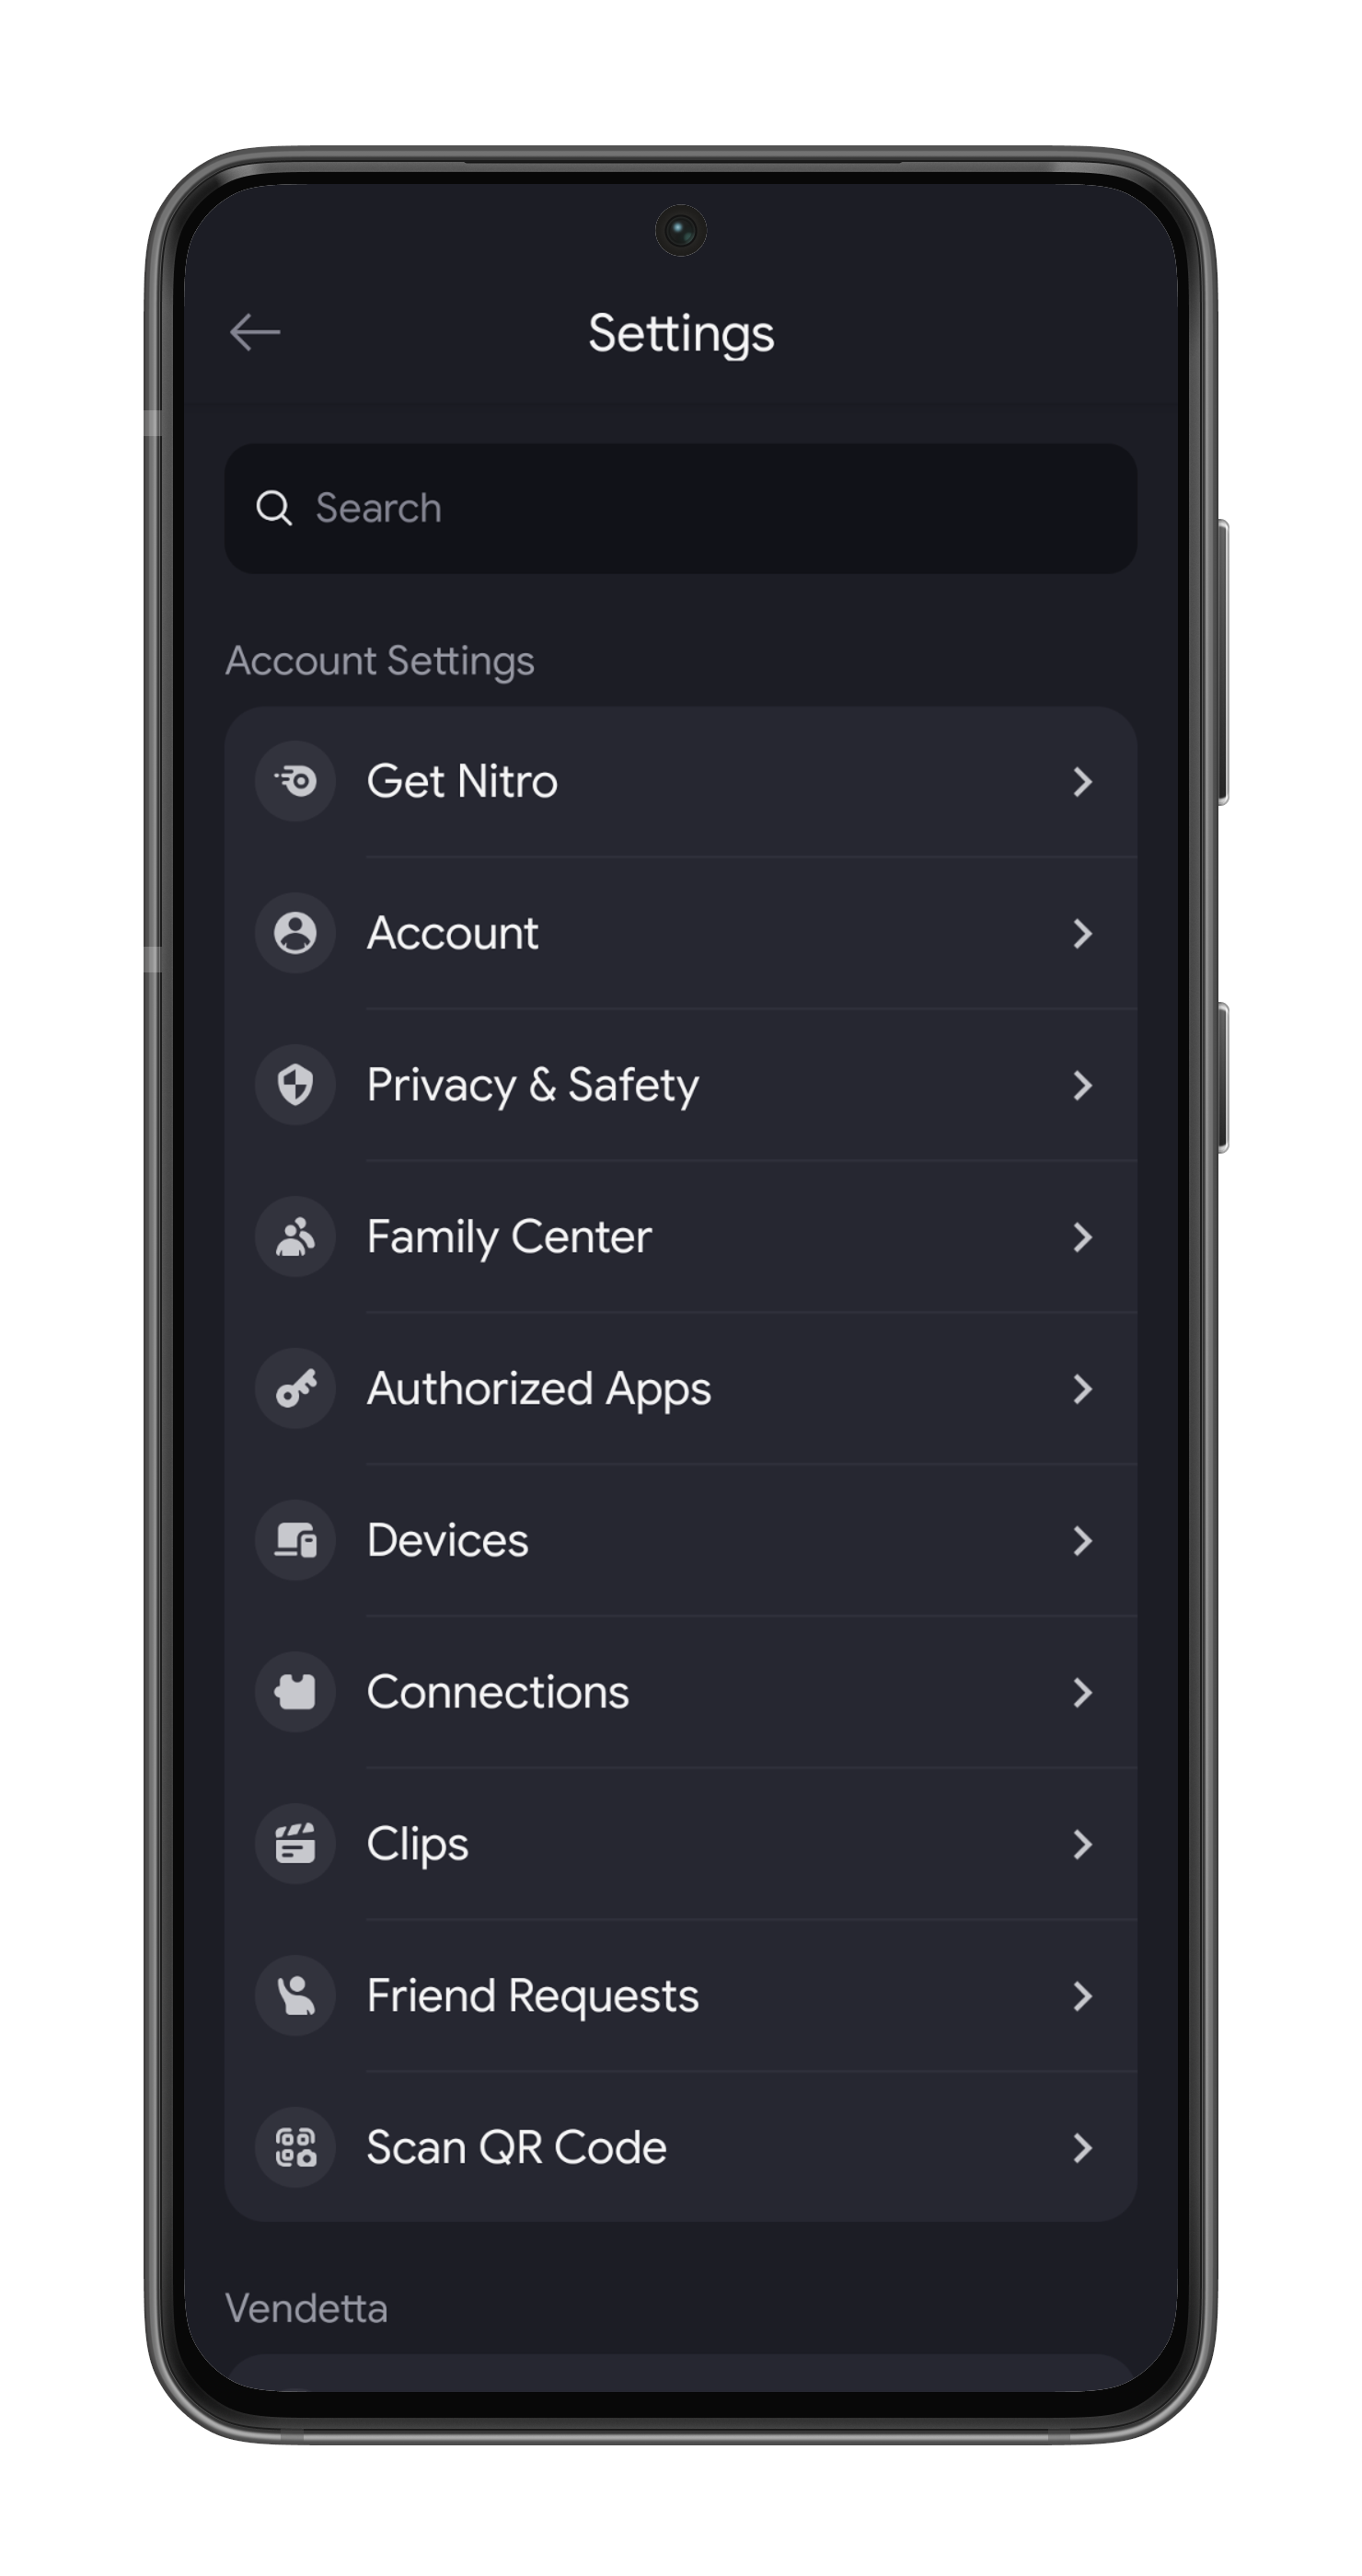 Settings
Search
Account Settings
Get Nitro
Account
Privacy & Safety
Family Center
Authorized Apps
Devices
Connections
Clips
Friend Requests
Scan QR Code
Vendetta